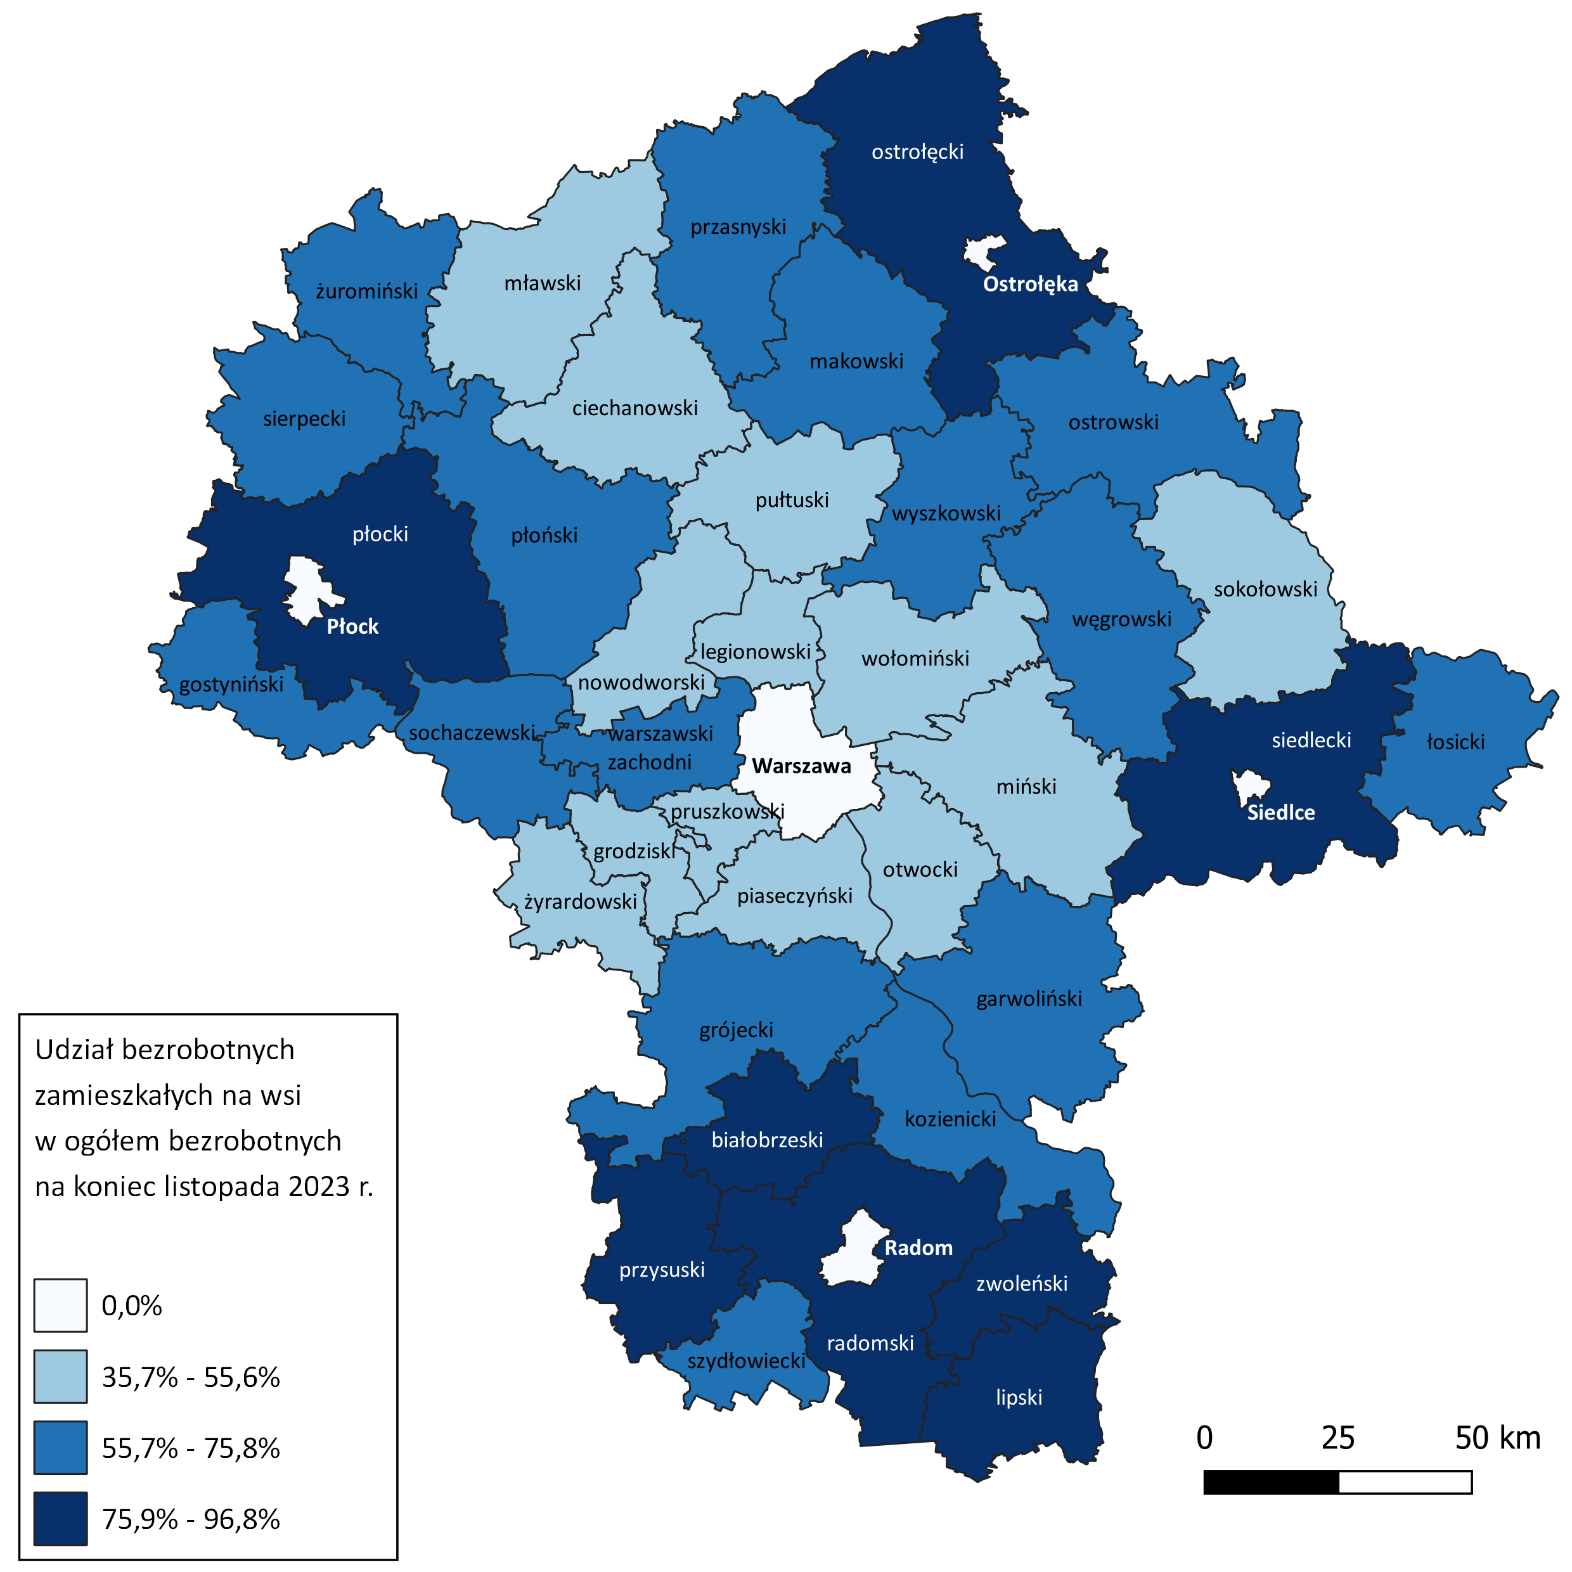 ostrołęcki
przasnyski
Ostrołęka
mławski
żuromiński
makowski
ciechanowski
sierpecki
ostrowski
pułtuski
wyszkowski
płocki
płoński
sokołowski
węgrowski
Płock
legionowski
wołomiński
gostyniński
nowodworski
sochaczewski
warszawski
zachodni
siedlecki
łosicki
Warszawa
miński
pruszkowski
Siedlce
grodziski
otwocki
żyrardowski
piaseczyński
garwoliński
grójecki
kozienicki
białobrzeski
Radom
przysuski
zwoleński
radomski
szydłowiecki
lipski
Udział bezrobotnych
zamieszkałych na wsi
w ogółem bezrobotnych
na koniec listopada 2023 r.
0,0%
35,7% - 55,6%
55,7% - 75,8%
75,9% - 96,8%
0 25 50 km